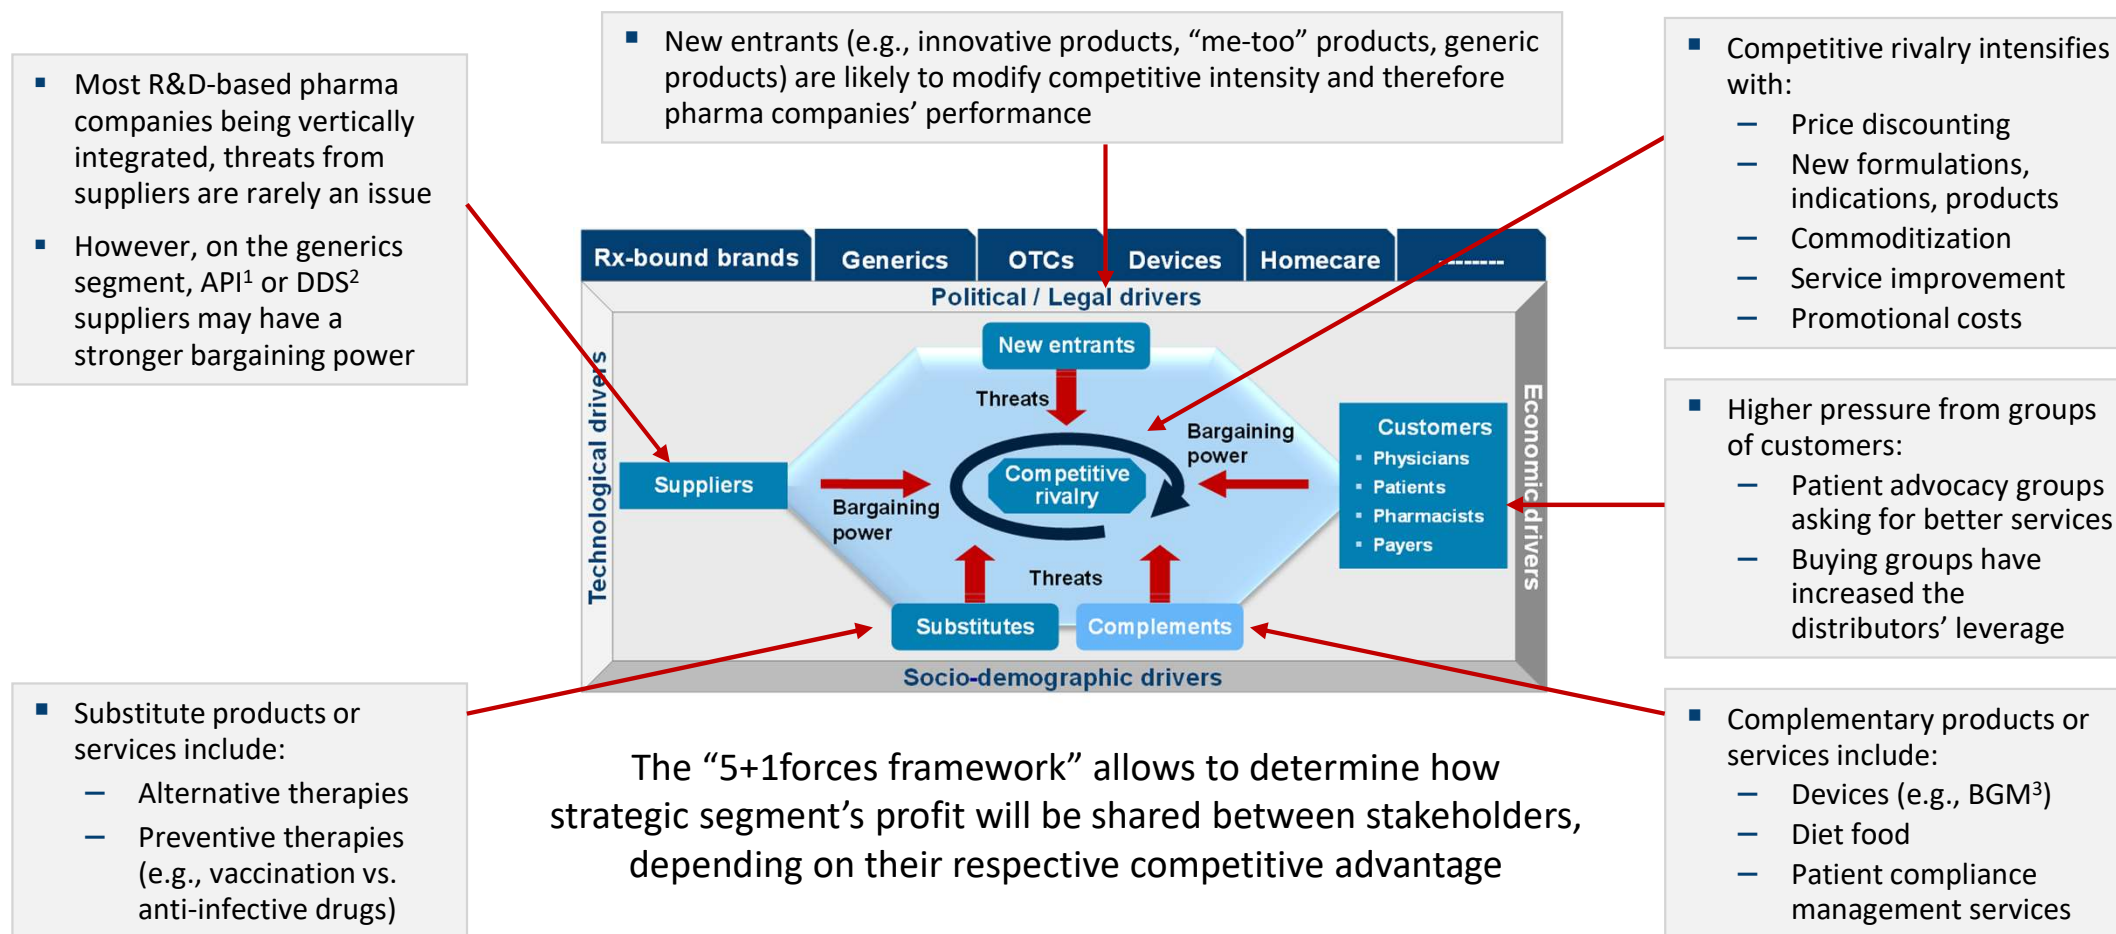 ■ New entrants (e.g., innovative products, “me-too” products, generic
products) are likely to modify competitive intensity and therefore
pharma companies’ performance
■ Most R&D-based pharma
companies being vertically
integrated, threats from
suppliers are rarely an issue
■ However, on the generics
segment, API¹ or DDS²
suppliers may have a
stronger bargaining power
■ Competitive rivalry intensifies
with:
– Price discounting
– New formulations,
indications, products
– Commoditization
– Service improvement
– Promotional costs
Rx-bound brands
Generics
OTCs
Devices
Homecare
--------
Political / Legal drivers
Technological drivers
Economic drivers
New entrants
Threats
Suppliers
Bargaining
power
Competitive
rivalry
Bargaining
power
Customers
▪ Physicians
▪ Patients
▪ Pharmacists
▪ Payers
Threats
Substitutes
Complements
Socio-demographic drivers
■ Higher pressure from groups
of customers:
– Patient advocacy groups
asking for better services
– Buying groups have
increased the
distributors’ leverage
■ Substitute products or
services include:
– Alternative therapies
– Preventive therapies
(e.g., vaccination vs.
anti-infective drugs)
The “5+1forces framework” allows to determine how
strategic segment’s profit will be shared between stakeholders,
depending on their respective competitive advantage
■ Complementary products or
services include:
– Devices (e.g., BGM³)
– Diet food
– Patient compliance
management services